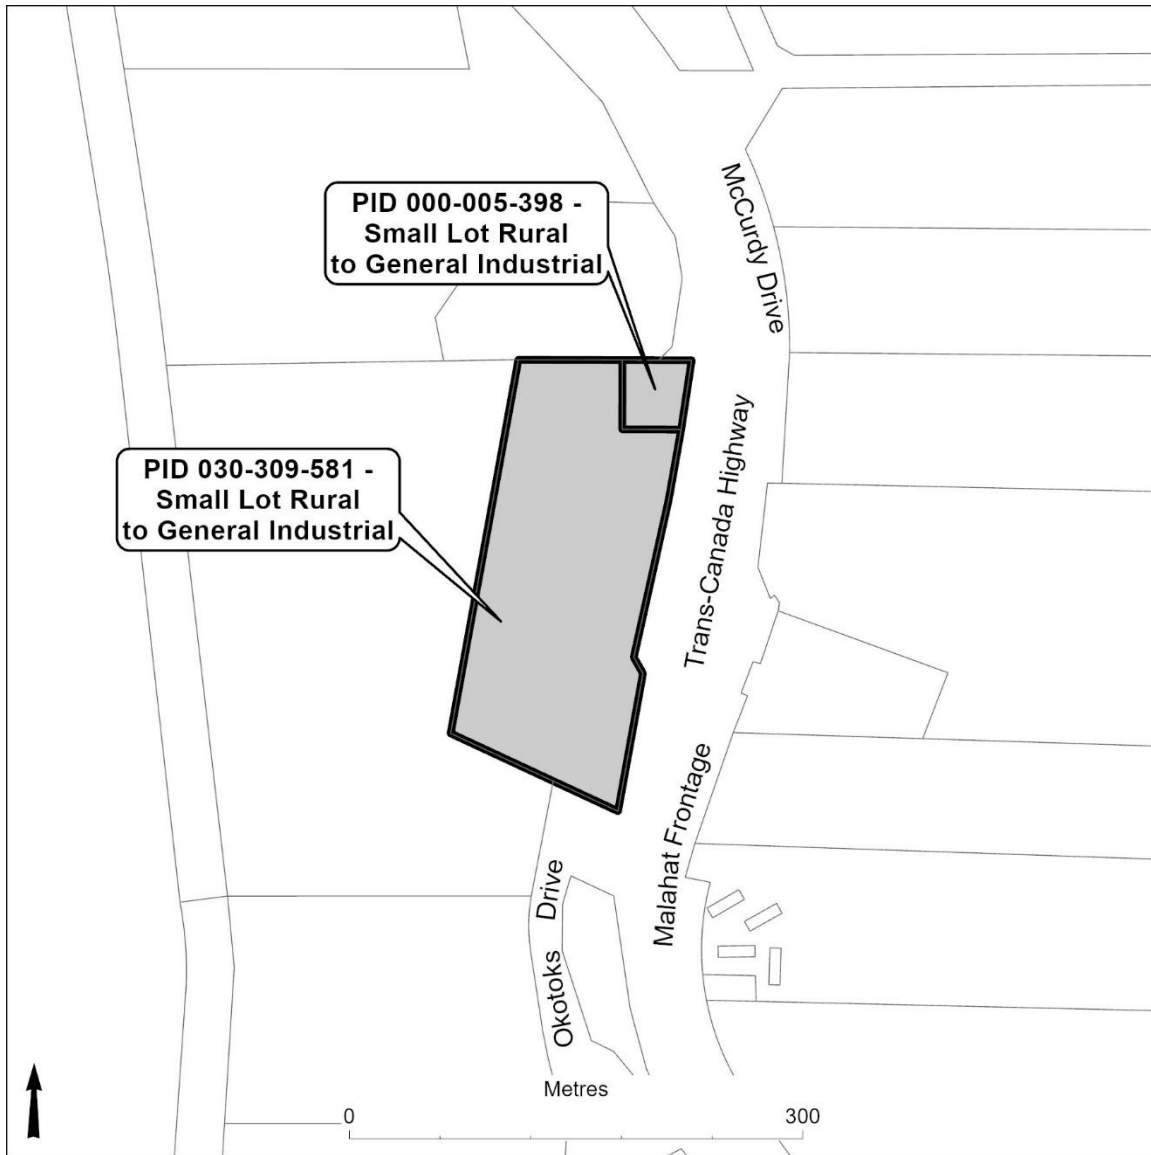 McCurdy Drive
PID 000-005-398 -
Small Lot Rural
to General Industrial
Trans-Canada Highway
PID 030-309-581 -
Small Lot Rural
to General Industrial
Malahat Frontage
Okotoks Drive
Metres
0 300